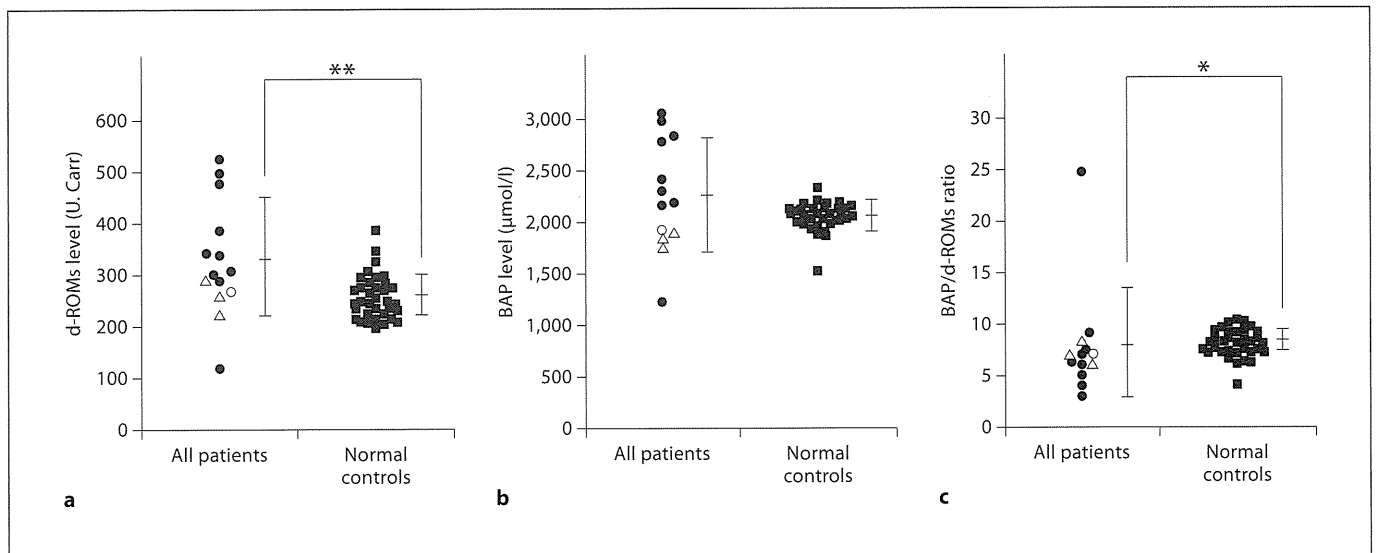 **
d-ROMs level (U. Carr)
600
500
400
300
200
100
0
All patients
Normal
controls
a
BAP level (µmol/l)
3,000
2,500
2,000
1,500
1,000
500
0
All patients
Normal
controls
b
*
BAP/d-ROMs ratio
30
25
20
15
10
5
0
All patients
Normal
controls
c